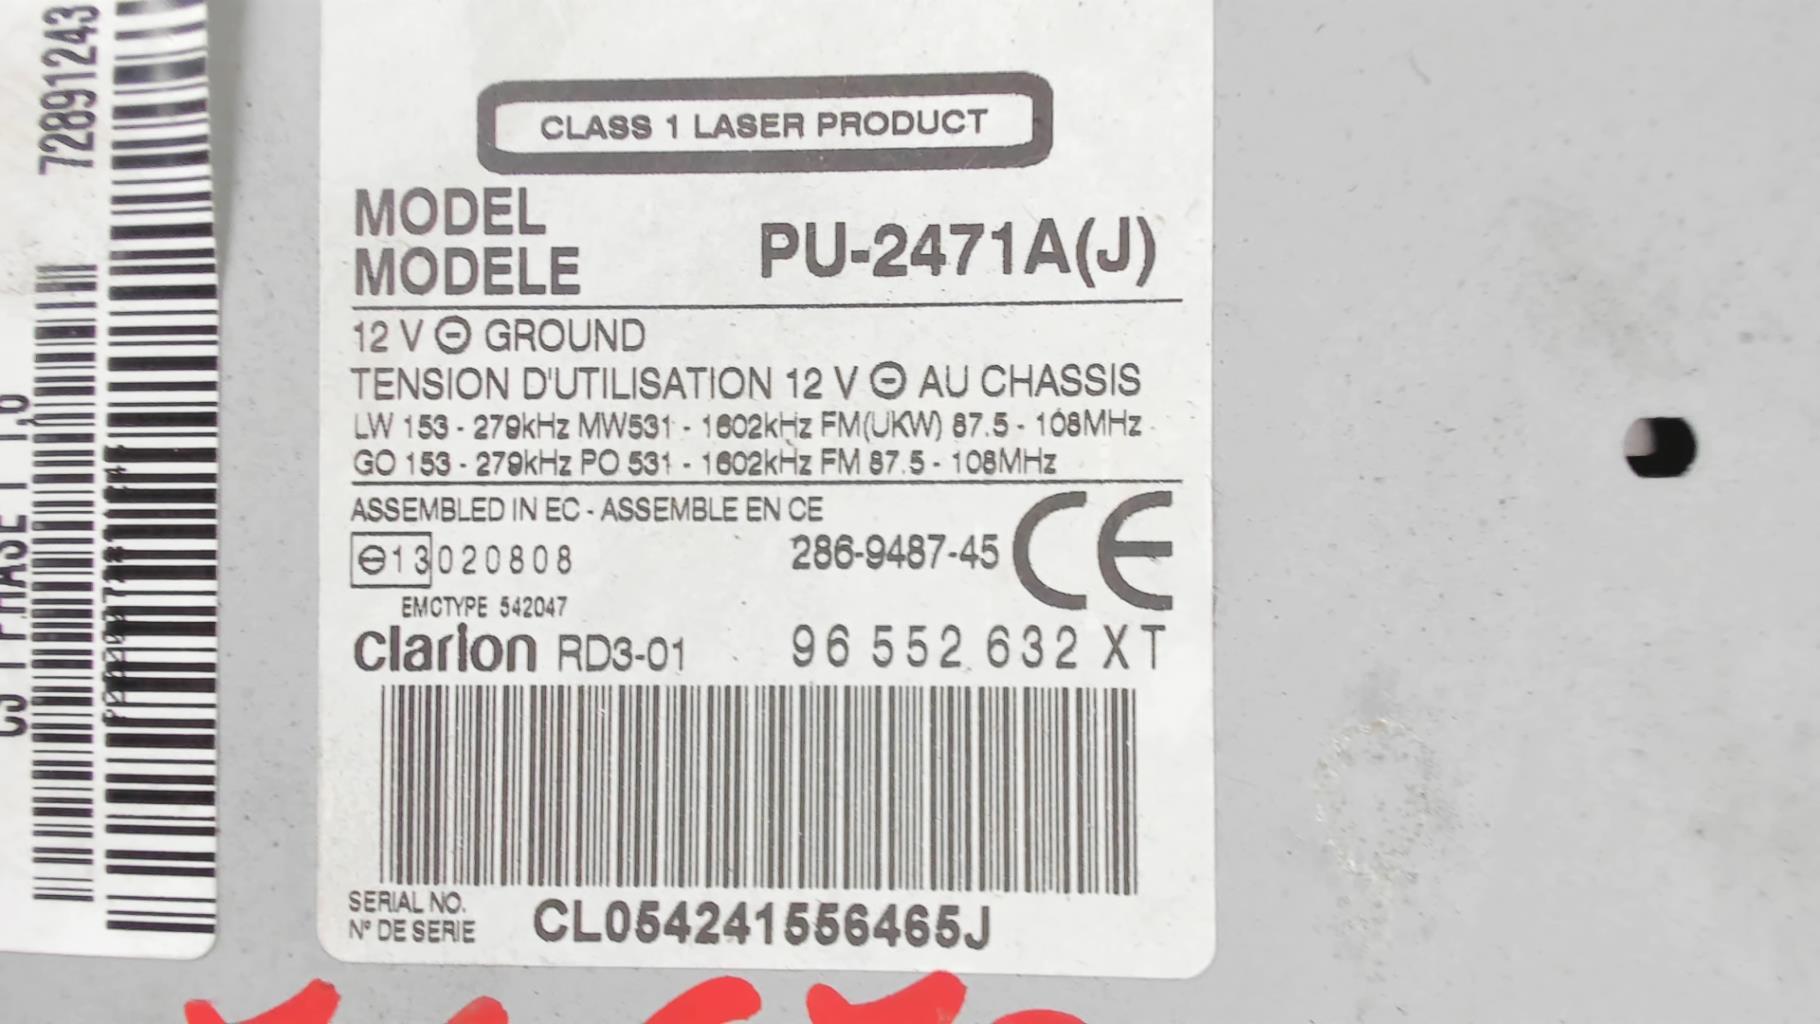 72891243
CLASS 1 LASER PRODUCT
MODEL
MODELE
PU-2471A(J)
12 V ⊖ GROUND
TENSION D'UTILISATION 12 V ⊖ AU CHASSIS
LW 153 - 279kHz MW531 - 1602kHz FM(UKW) 87.5 - 108MHz
GO 153 - 279kHz PO 531 - 1602kHz FM 87.5 - 108MHz
ASSEMBLED IN EC - ASSEMBLE EN CE
⊖13 020808 286-9487-45 CE
EMCTYPE 542047
clarion RD3-01 96 552 632 XT
SERIAL NO.
N° DE SERIE
CL054241556465J